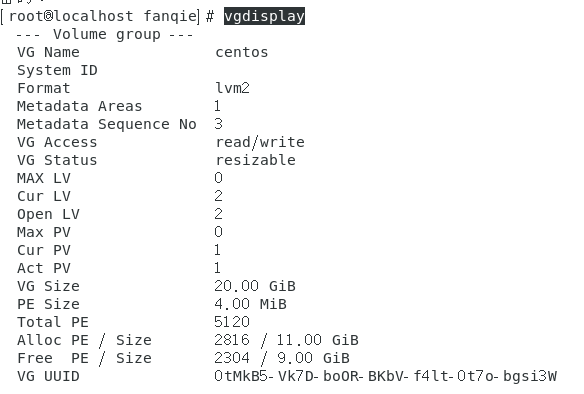 [root@localhost fanqie]# vgdisplay
--- Volume group ---
VG Name centos
System ID
Format lvm2
Metadata Areas 1
Metadata Sequence No 3
VG Access read/write
VG Status resizable
MAX LV 0
Cur LV 2
Open LV 2
Max PV 0
Cur PV 1
Act PV 1
VG Size 20.00 GiB
PE Size 4.00 MiB
Total PE 5120
Alloc PE / Size 2816 / 11.00 GiB
Free PE / Size 2304 / 9.00 GiB
VG UUID 0tMkB5-Vk7D-boOR-BKbV-f4lt-0t7o-bgsi3W